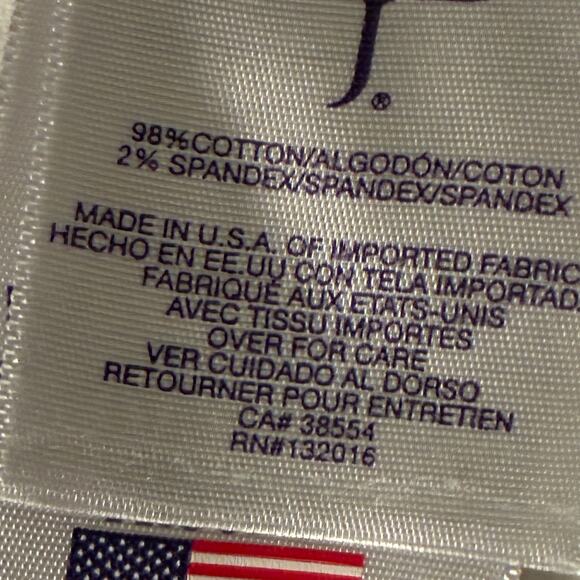 ®
98%COTTON/ALGODÓN/COTON
2% SPANDEX/SPANDEX/SPANDEX
MADE IN U.S.A. OF IMPORTED FABRIC
HECHO EN EE.UU CON TELA IMPORTADA
FABRIQUÉ AUX ETATS-UNIS
AVEC TISSU IMPORTES
OVER FOR CARE
VER CUIDADO AL DORSO
RETOURNER POUR ENTRETIEN
CA# 38554
RN#132016